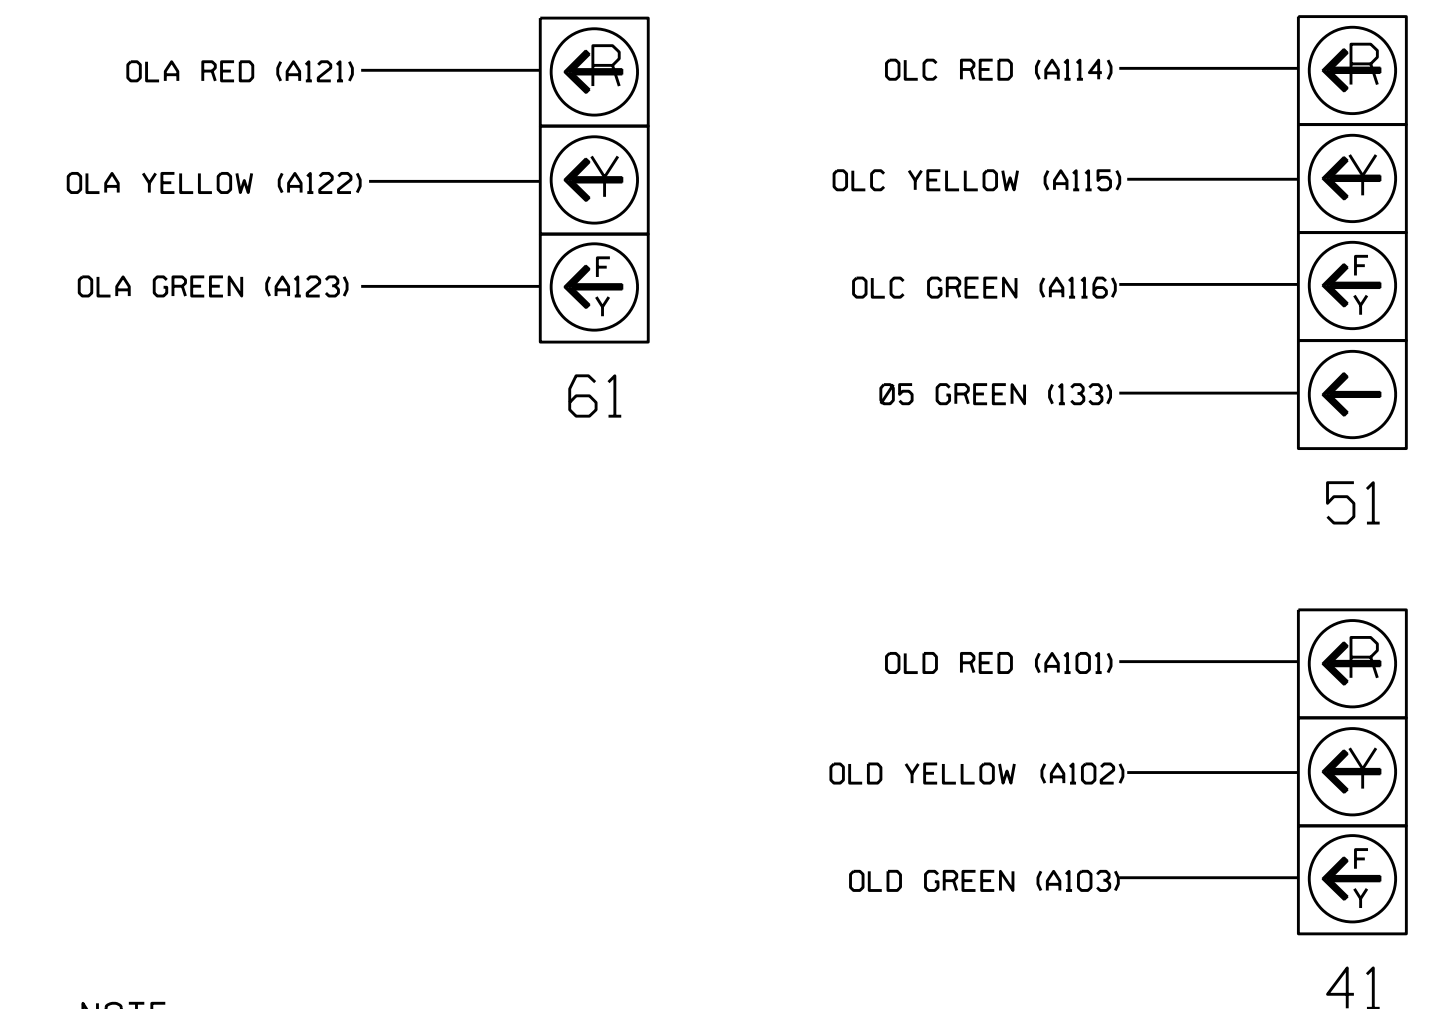 OLA RED (A121)
R
OLA YELLOW (A122)
Y
OLA GREEN (A123)
F
Y
61
OLC RED (A114)
R
OLC YELLOW (A115)
Y
OLC GREEN (A116)
F
Y
Ø5 GREEN (133)
51
OLD RED (A101)
R
OLD YELLOW (A102)
Y
OLD GREEN (A103)
F
Y
41
NOTE